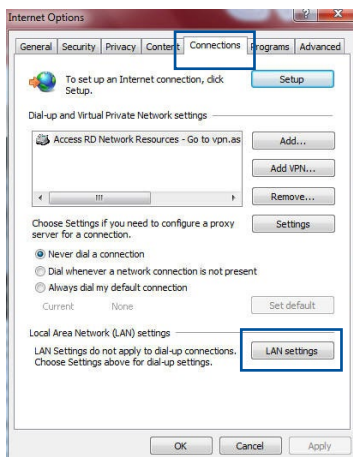 Internet Options
General Security Privacy Content Connections Programs Advanced
To set up an Internet connection, click
Setup.
Setup
Dial-up and Virtual Private Network settings
Access RD Network Resources - Go to vpn.as
Add...
Add VPN...
Remove...
Choose Settings if you need to configure a proxy
server for a connection.
Settings
Never dial a connection
Dial whenever a network connection is not present
Always dial my default connection
Current None
Set default
Local Area Network (LAN) settings
LAN Settings do not apply to dial-up connections.
Choose Settings above for dial-up settings.
LAN settings
OK Cancel Apply